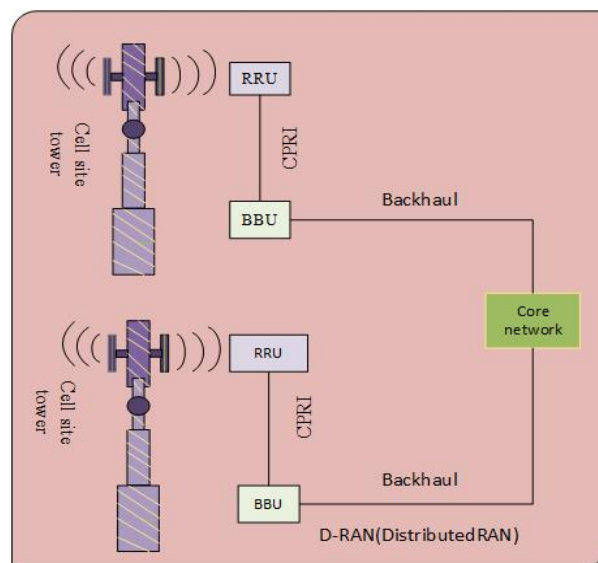 RRU
Cell site
tower
CPRI
BBU
Backhaul
Core
network
RRU
Cell site
tower
CPRI
BBU
Backhaul
D-RAN(DistributedRAN)